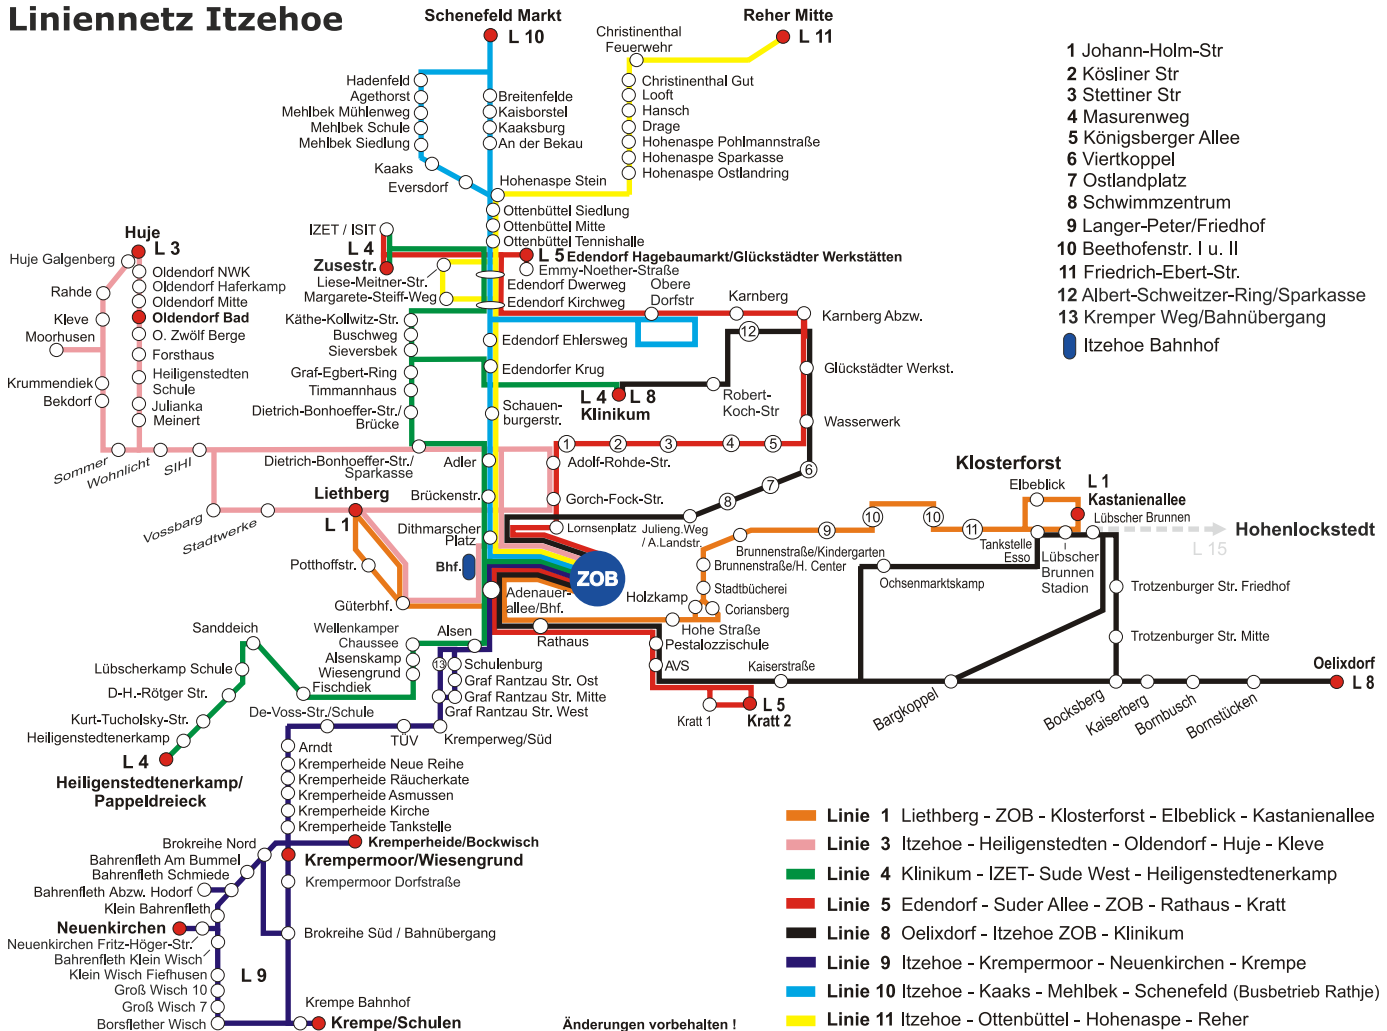 Liniennetz Itzehoe
Schenefeld Markt
L 10
Reher Mitte
L 11
Christinenthal
Feuerwehr
Hadenfeld
Agethorst
Mehlbek Mühlenweg
Mehlbek Schule
Mehlbek Siedlung
Kaaks
Eversdorf
Breitenfelde
Kaisborstel
Kaaksburg
An der Bekau
Hohenaspe Stein
Christinenthal Gut
Looft
Hansch
Drage
Hohenaspe Pohlmannstraße
Hohenaspe Sparkasse
Hohenaspe Ostlandring
Ottenbüttel Siedlung
Ottenbüttel Mitte
Ottenbüttel Tennishalle
1 Johann-Holm-Str
2 Kösliner Str
3 Stettiner Str
4 Masurenweg
5 Königsberger Allee
6 Viertkoppel
7 Ostlandplatz
8 Schwimmzentrum
9 Langer-Peter/Friedhof
10 Beethofenstr. I u. II
11 Friedrich-Ebert-Str.
12 Albert-Schweitzer-Ring/Sparkasse
13 Kremper Weg/Bahnübergang
Itzehoe Bahnhof
Huje
L 3
Huje Galgenberg
Rahde
Kleve
Moorhusen
Krummendiek
Bekdorf
Oldendorf NWK
Oldendorf Haferkamp
Oldendorf Mitte
Oldendorf Bad
O. Zwölf Berge
Forsthaus
Heiligenstedten
Schule
Julianka
Meinert
Sommer
Wohnlicht
SIHI
Vossbarg
Stadtwerke
IZET / ISIT
L 4
Zusestr.
Liese-Meitner-Str.
Margarete-Steiff-Weg
L 5 Edendorf Hagebaumarkt/Glückstädter Werkstätten
Emmy-Noether-Straße
Edendorf Dwerweg
Edendorf Kirchweg
Obere
Dorfstr
Karnberg
Karnberg Abzw.
Käthe-Kollwitz-Str.
Buschweg
Sieversbek
Graf-Egbert-Ring
Timmannhaus
Dietrich-Bonhoeffer-Str./
Brücke
Dietrich-Bonhoeffer-Str./
Sparkasse
Edendorf Ehlersweg
Edendorfer Krug
Schauen-
burgerstr.
Adler
Brückenstr.
Dithmarscher
Platz
12
Glückstädter Werkst.
L 4
L 8
Klinikum
Robert-
Koch-Str
Wasserwerk
1
2
3
4
5
6
7
8
Adolf-Rohde-Str.
Gorch-Fock-Str.
Lornsenplatz
Julieng.Weg
/ A.Landstr.
Liethberg
L 1
Potthoffstr.
Güterbhf.
Bhf.
ZOB
Adenauer-
allee/Bhf.
Klosterforst
Elbeblick
L 1
Kastanienallee
Lübscher Brunnen
Hohenlockstedt
L 15
9
10
10
11
Brunnenstraße/Kindergarten
Brunnenstraße/H. Center
Stadtbücherei
Holzkamp
Coriansberg
Hohe Straße
Tankstelle
Esso
Lübscher
Brunnen
Stadion
Ochsenmarktskamp
Trotzenburger Str. Friedhof
Trotzenburger Str. Mitte
Rathaus
Pestalozzischule
AVS
Kaiserstraße
Kratt 1
L 5
Kratt 2
Bargkoppel
Bocksberg
Kaiserberg
Bornbusch
Bornstücken
Oelixdorf
L 8
Sanddeich
Lübscherkamp Schule
D-H.-Rötger Str.
Kurt-Tucholsky-Str.
Heiligenstedtenerkamp
L 4
Heiligenstedtenerkamp/
Pappeldreieck
Wellenkamper
Chaussee
Alsenskamp
Wiesengrund
Fischdiek
Alsen
13
Schulenburg
Graf Rantzau Str. Ost
Graf Rantzau Str. Mitte
Graf Rantzau Str. West
De-Voss-Str./Schule
TÜV
Kremperweg/Süd
Arndt
Kremperheide Neue Reihe
Kremperheide Räucherkate
Kremperheide Asmussen
Kremperheide Kirche
Kremperheide Tankstelle
Kremperheide/Bockwisch
Krempermoor/Wiesengrund
Krempermoor Dorfstraße
Brokreihe Nord
Bahrenfleth Am Bummel
Bahrenfleth Schmiede
Bahrenfleth Abzw. Hodorf
Klein Bahrenfleth
Neuenkirchen
Neuenkirchen Fritz-Höger-Str.
Bahrenfleth Klein Wisch
Klein Wisch Fiefhusen
Groß Wisch 10
Groß Wisch 7
Borsflether Wisch
L 9
Brokreihe Süd / Bahnübergang
Krempe Bahnhof
Krempe/Schulen
Linie 1 Liethberg - ZOB - Klosterforst - Elbeblick - Kastanienallee
Linie 3 Itzehoe - Heiligenstedten - Oldendorf - Huje - Kleve
Linie 4 Klinikum - IZET- Sude West - Heiligenstedtenerkamp
Linie 5 Edendorf - Suder Allee - ZOB - Rathaus - Kratt
Linie 8 Oelixdorf - Itzehoe ZOB - Klinikum
Linie 9 Itzehoe - Krempermoor - Neuenkirchen - Krempe
Linie 10 Itzehoe - Kaaks - Mehlbek - Schenefeld (Busbetrieb Rathje)
Linie 11 Itzehoe - Ottenbüttel - Hohenaspe - Reher
Änderungen vorbehalten !